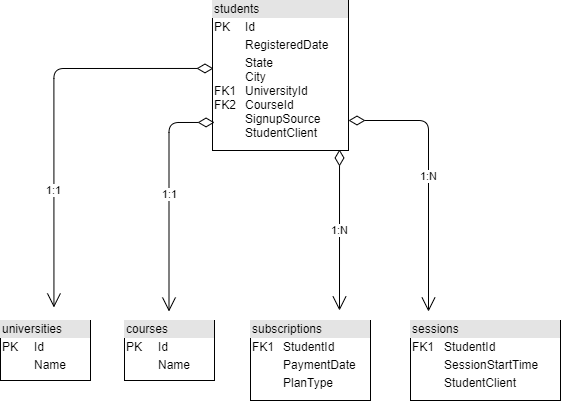 students
PK Id
RegisteredDate
State
City
FK1 UniversityId
FK2 CourseId
SignupSource
StudentClient
1:1
1:1
1:N
1:N
universities
PK Id
Name
courses
PK Id
Name
subscriptions
FK1 StudentId
PaymentDate
PlanType
sessions
FK1 StudentId
SessionStartTime
StudentClient